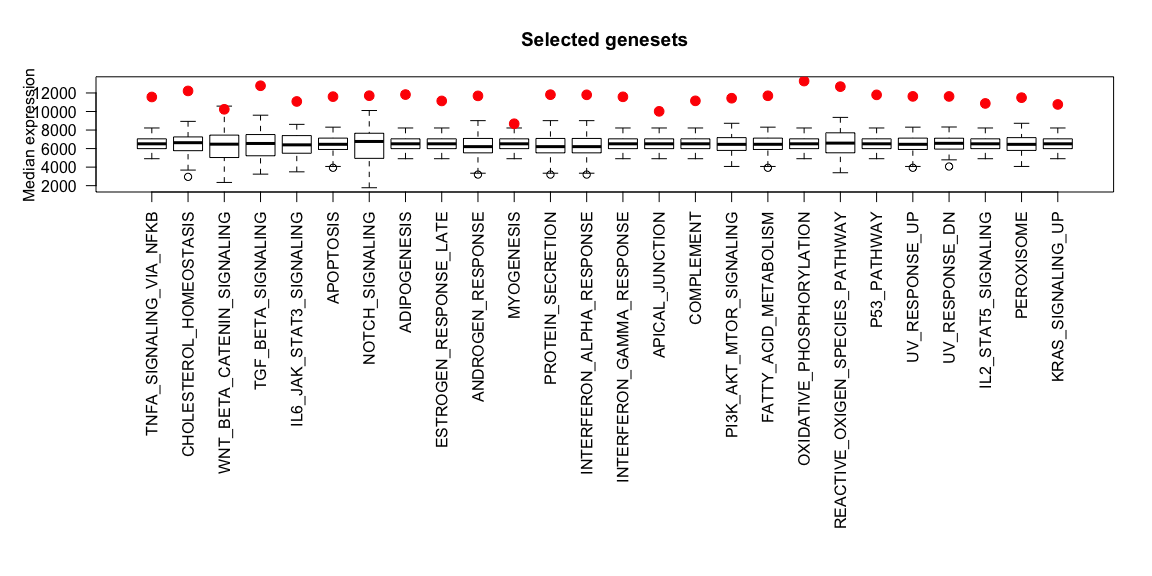 Selected genesets
Median expression
12000
10000
8000
6000
4000
2000
TNFA_SIGNALING_VIA_NFKB
CHOLESTEROL_HOMEOSTASIS
WNT_BETA_CATENIN_SIGNALING
TGF_BETA_SIGNALING
IL6_JAK_STAT3_SIGNALING
APOPTOSIS
NOTCH_SIGNALING
ADIPOGENESIS
ESTROGEN_RESPONSE_LATE
ANDROGEN_RESPONSE
MYOGENESIS
PROTEIN_SECRETION
INTERFERON_ALPHA_RESPONSE
INTERFERON_GAMMA_RESPONSE
APICAL_JUNCTION
COMPLEMENT
PI3K_AKT_MTOR_SIGNALING
FATTY_ACID_METABOLISM
OXIDATIVE_PHOSPHORYLATION
REACTIVE_OXIGEN_SPECIES_PATHWAY
P53_PATHWAY
UV_RESPONSE_UP
UV_RESPONSE_DN
IL2_STAT5_SIGNALING
PEROXISOME
KRAS_SIGNALING_UP